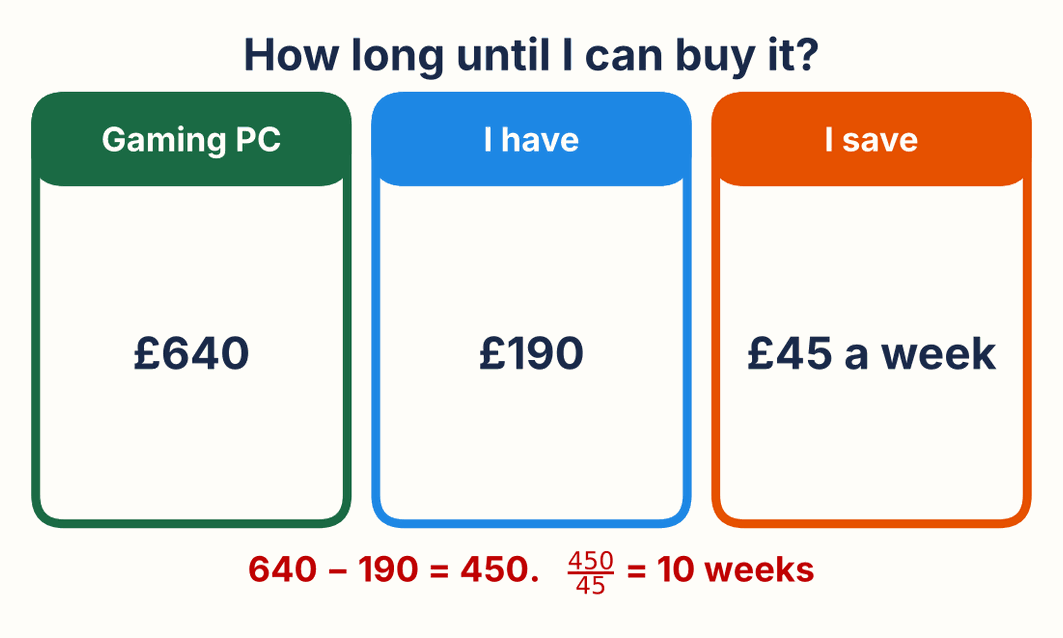 How long until I can buy it?
Gaming PC
I have
I save
£640
£190
£45 a week
640 – 190 = 450. 450/45 = 10 weeks